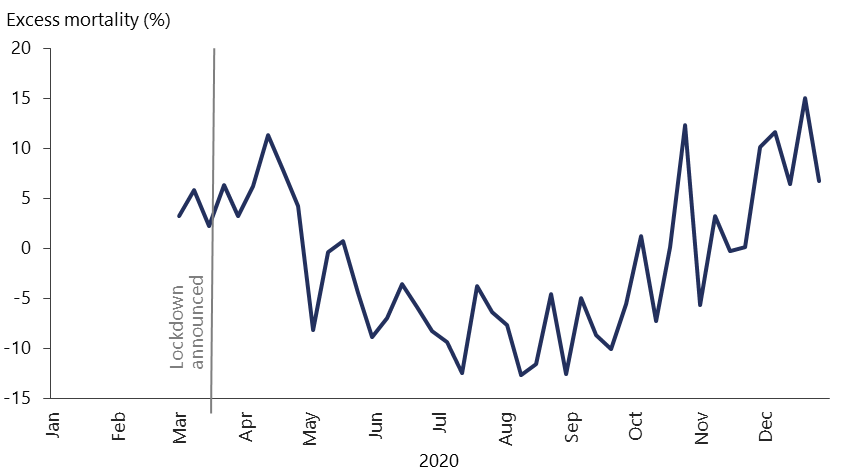 Excess mortality (%)
20
15
10
5
0
-5
-10
-15
Lockdown
announced
Jan
Feb
Mar
Apr
May
Jun
Jul
Aug
Sep
Oct
Nov
Dec
2020